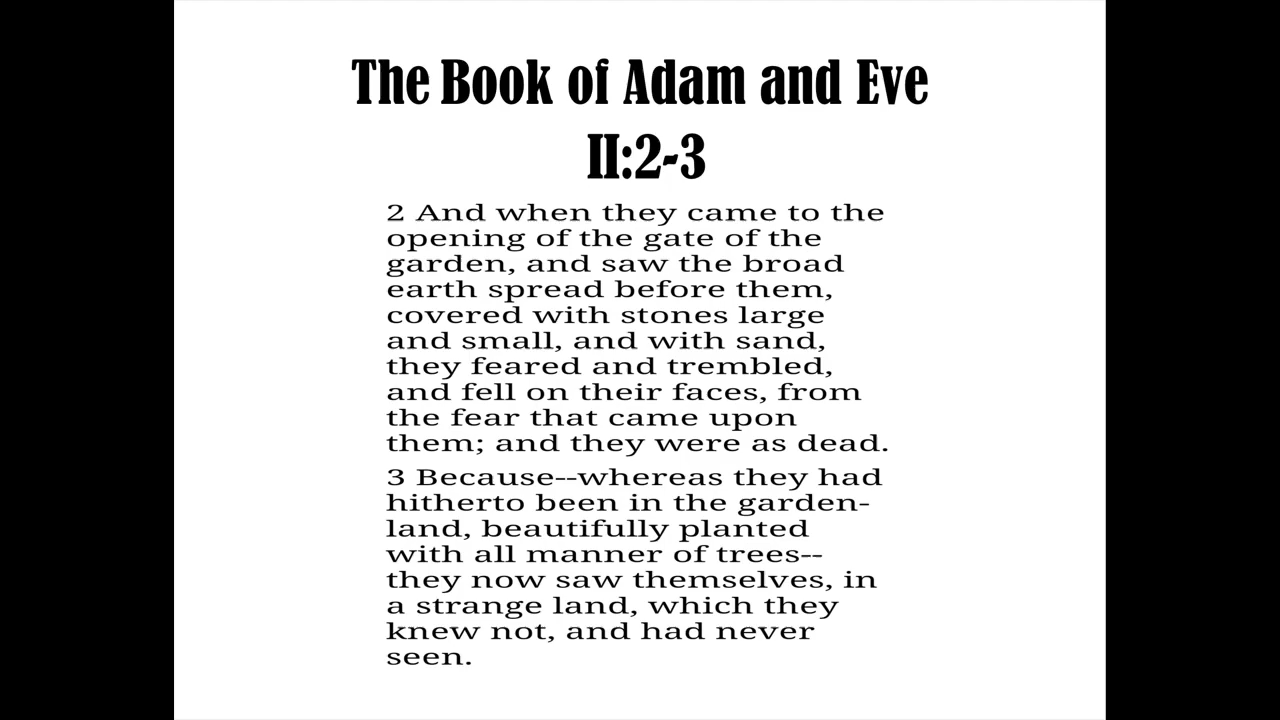 The Book of Adam and Eve
II:2-3
2 And when they came to the
opening of the gate of the
garden, and saw the broad
earth spread before them,
covered with stones large
and small, and with sand,
they feared and trembled,
and fell on their faces, from
the fear that came upon
them; and they were as dead.
3 Because--whereas they had
hitherto been in the garden-
land, beautifully planted
with all manner of trees--
they now saw themselves, in
a strange land, which they
knew not, and had never
seen.